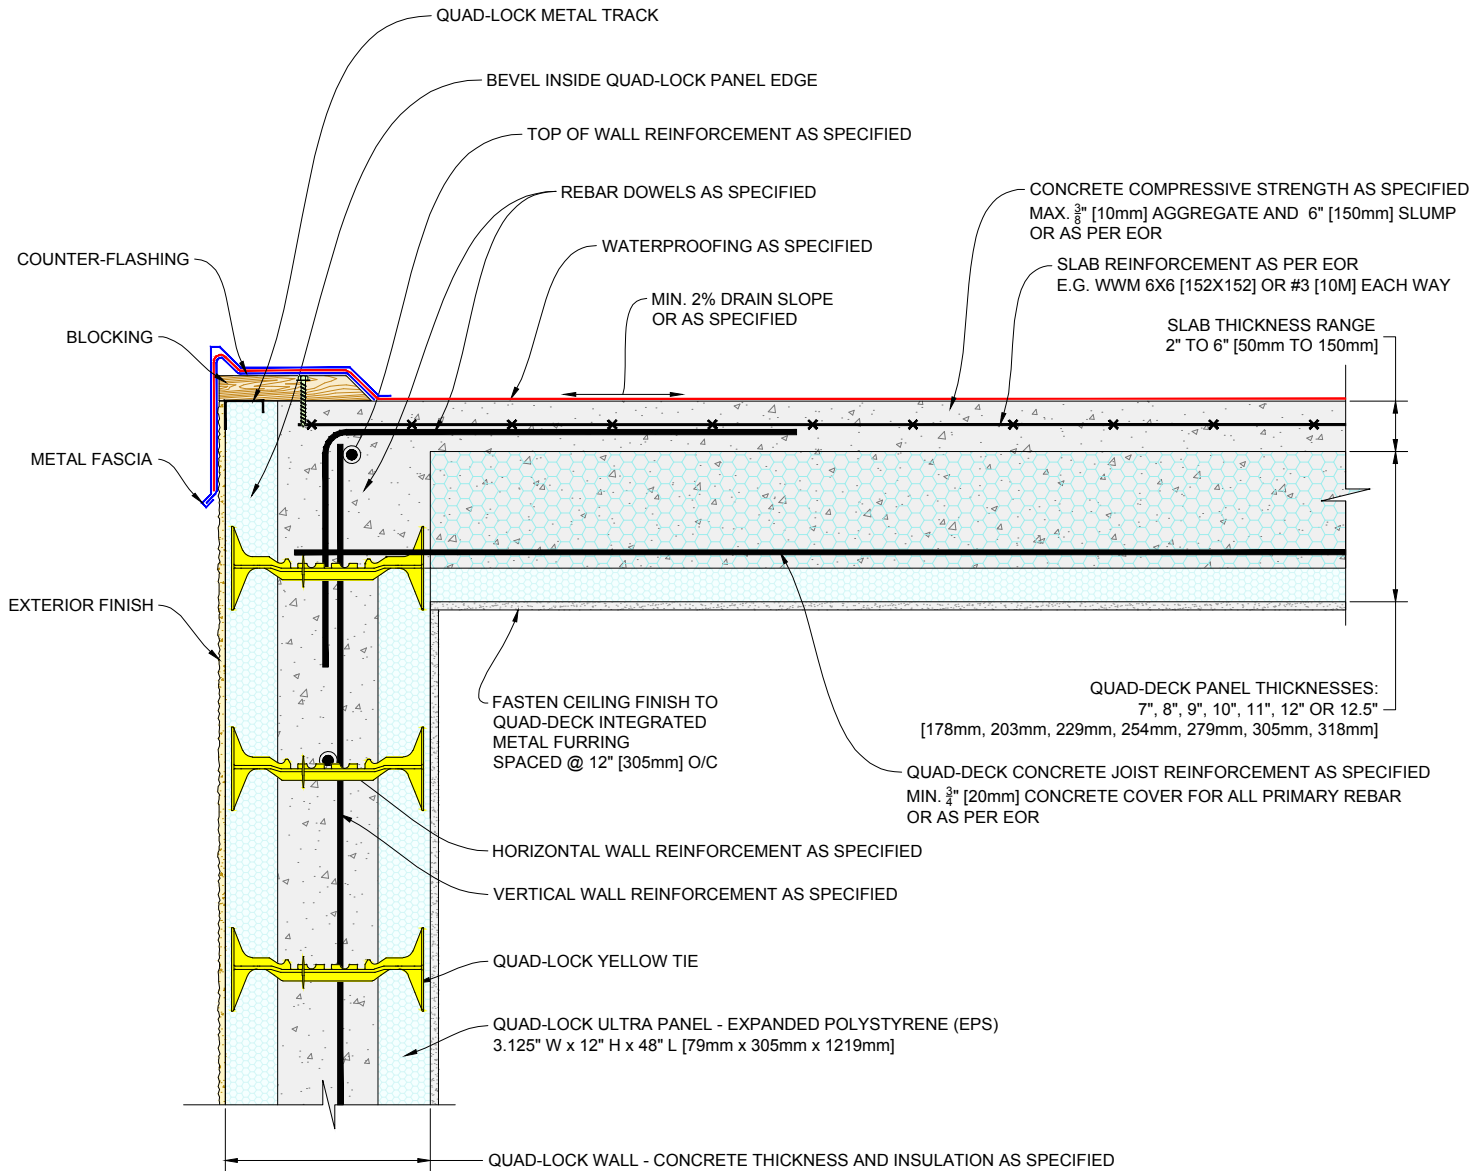 QUAD-LOCK METAL TRACK
BEVEL INSIDE QUAD-LOCK PANEL EDGE
TOP OF WALL REINFORCEMENT AS SPECIFIED
REBAR DOWELS AS SPECIFIED
WATERPROOFING AS SPECIFIED
MIN. 2% DRAIN SLOPE
OR AS SPECIFIED
CONCRETE COMPRESSIVE STRENGTH AS SPECIFIED
MAX. 3/8" [10mm] AGGREGATE AND 6" [150mm] SLUMP
OR AS PER EOR
SLAB REINFORCEMENT AS PER EOR
E.G. WWM 6X6 [152X152] OR #3 [10M] EACH WAY
SLAB THICKNESS RANGE
2" TO 6" [50mm TO 150mm]
COUNTER-FLASHING
BLOCKING
METAL FASCIA
EXTERIOR FINISH
FASTEN CEILING FINISH TO
QUAD-DECK INTEGRATED
METAL FURRING
SPACED @ 12" [305mm] O/C
QUAD-DECK PANEL THICKNESSES:
7", 8", 9", 10", 11", 12" OR 12.5"
[178mm, 203mm, 229mm, 254mm, 279mm, 305mm, 318mm]
QUAD-DECK CONCRETE JOIST REINFORCEMENT AS SPECIFIED
MIN. 3/4" [20mm] CONCRETE COVER FOR ALL PRIMARY REBAR
OR AS PER EOR
HORIZONTAL WALL REINFORCEMENT AS SPECIFIED
VERTICAL WALL REINFORCEMENT AS SPECIFIED
QUAD-LOCK YELLOW TIE
QUAD-LOCK ULTRA PANEL - EXPANDED POLYSTYRENE (EPS)
3.125" W x 12" H x 48" L [79mm x 305mm x 1219mm]
QUAD-LOCK WALL - CONCRETE THICKNESS AND INSULATION AS SPECIFIED